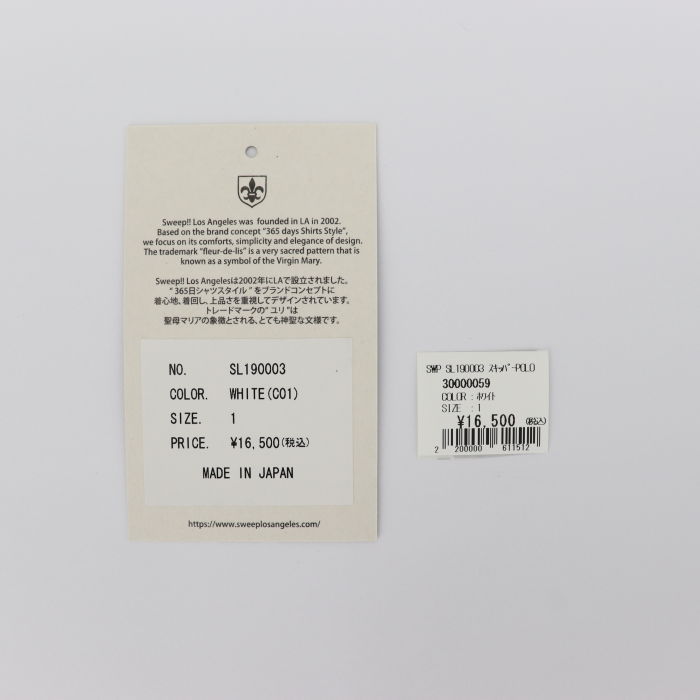 Sweep!! Los Angeles was founded in LA in 2002.
Based on the brand concept "365 days Shirts Style",
we focus on its comforts, simplicity and elegance of design.
The trademark "fleur-de-lis" is a very sacred pattern that is
known as a symbol of the Virgin Mary.
Sweep!! Los Angelesは2002年にLAで設立されました。
"365日シャツスタイル"をブランドコンセプトに
着心地、着回し、上品さを重視してデザインされています。
トレードマークの"ユリ"は
聖母マリアの象徴とされる、とても神聖な文様です。
NO. SL190003
COLOR. WHITE(C01)
SIZE. 1
PRICE. ¥16,500(税込)
MADE IN JAPAN
https://www.sweeplosangeles.com/
SWP SL190003 ｽｷｯﾊﾟｰPOLO
30000059
COLOR : ﾎﾜｲﾄ
SIZE : 1
¥16,500 (税込)
2 200000 611512